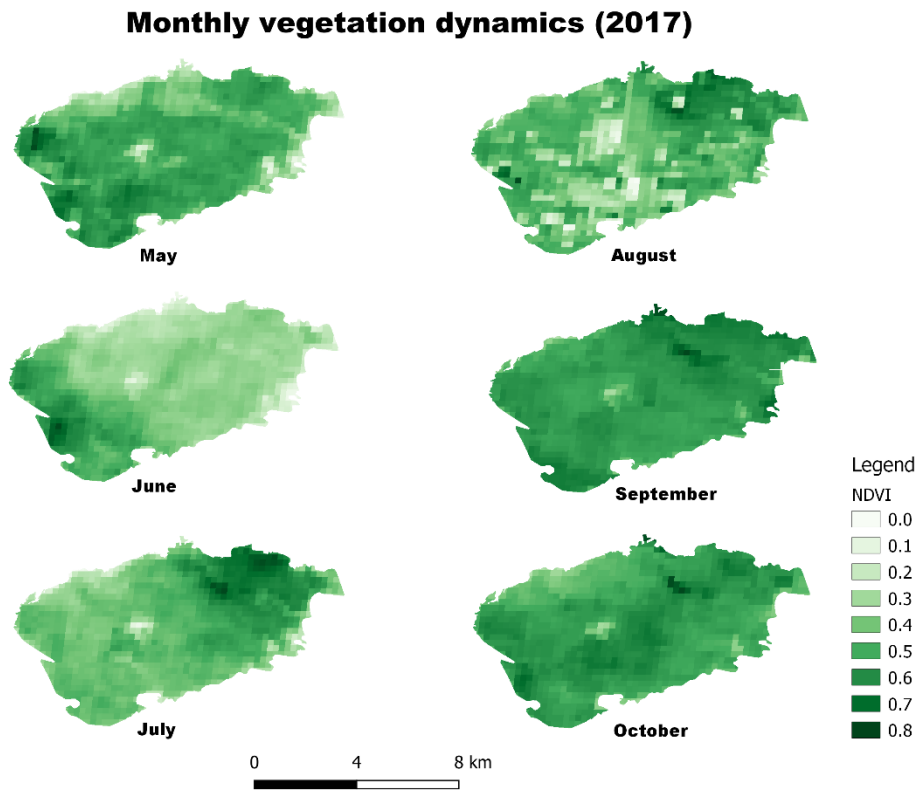 Monthly vegetation dynamics (2017)
May
August
June
September
July
October
Legend
NDVI
0.0
0.1
0.2
0.3
0.4
0.5
0.6
0.7
0.8
0 4 8 km